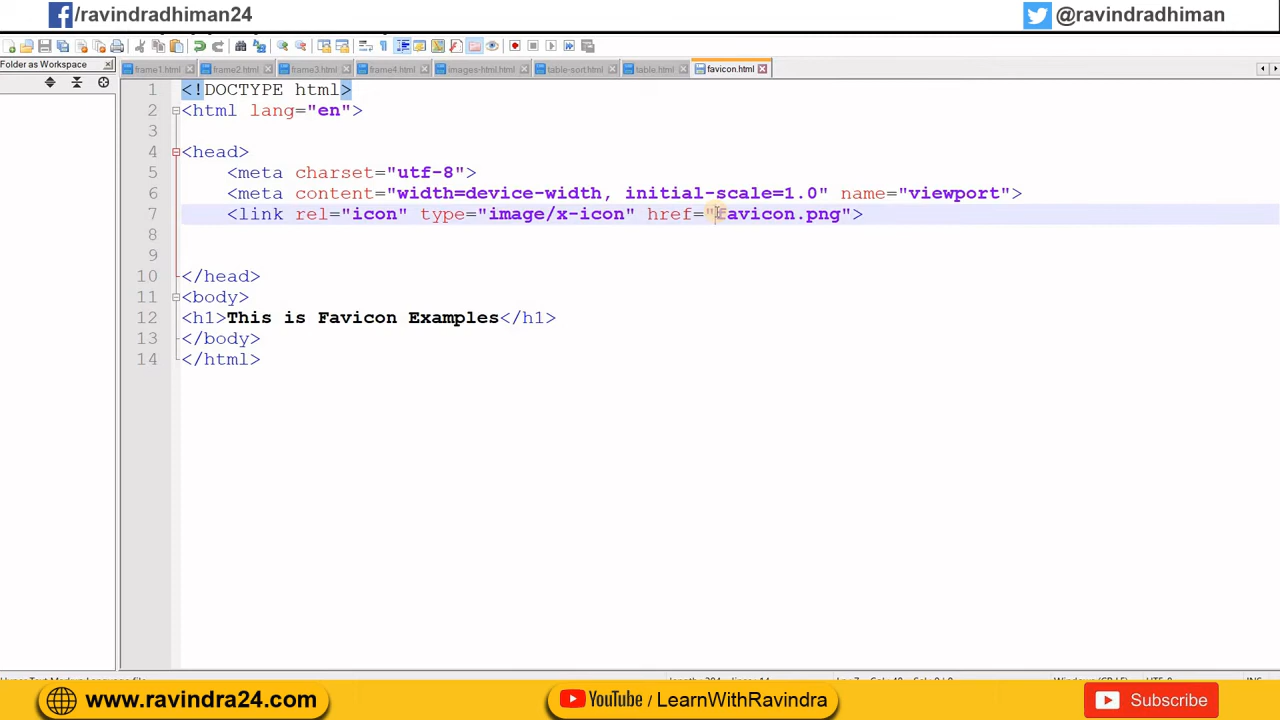 /ravindradhiman24
@ravindradhiman
Folder as Workspace
frame1.html
frame2.html
frame3.html
frame4.html
images-html.html
table-sort.html
table.html
favicon.html
1 <!DOCTYPE html>
2 <html lang="en">
3
4 <head>
5 <meta charset="utf-8">
6 <meta content="width=device-width, initial-scale=1.0" name="viewport">
7 <link rel="icon" type="image/x-icon" href="favicon.png">
8
9
10 </head>
11 <body>
12 <h1>This is Favicon Examples</h1>
13 </body>
14 </html>
www.ravindra24.com
YouTube / LearnWithRavindra
Subscribe